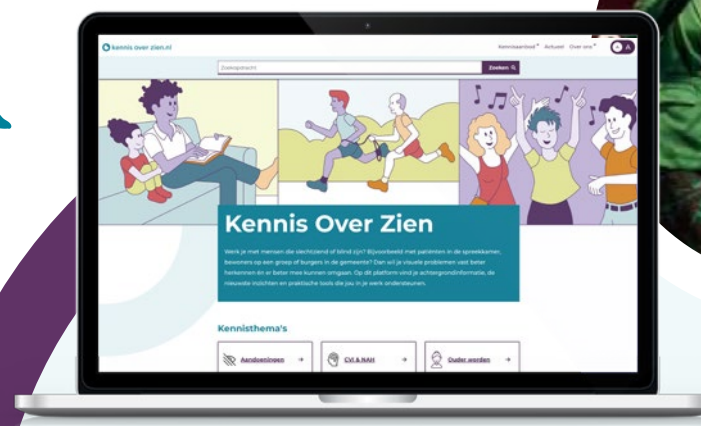 kennis over zien.nl
Kennisaanbod Actueel Over ons A
Zoekopdracht Zoeken
Kennis Over Zien
Werk je met mensen die slechtziend of blind zijn? Bijvoorbeeld met patiënten in de spreekkamer,
bewoners op een groep of burgers in de gemeente? Dan wil je visuele problemen vast beter
herkennen én er beter mee kunnen omgaan. Op dit platform vind je achtergrondinformatie, de
nieuwste inzichten en praktische tools die jou in je werk ondersteunen.
Kennisthema's
Aandoeningen CVI & NAH Ouder worden